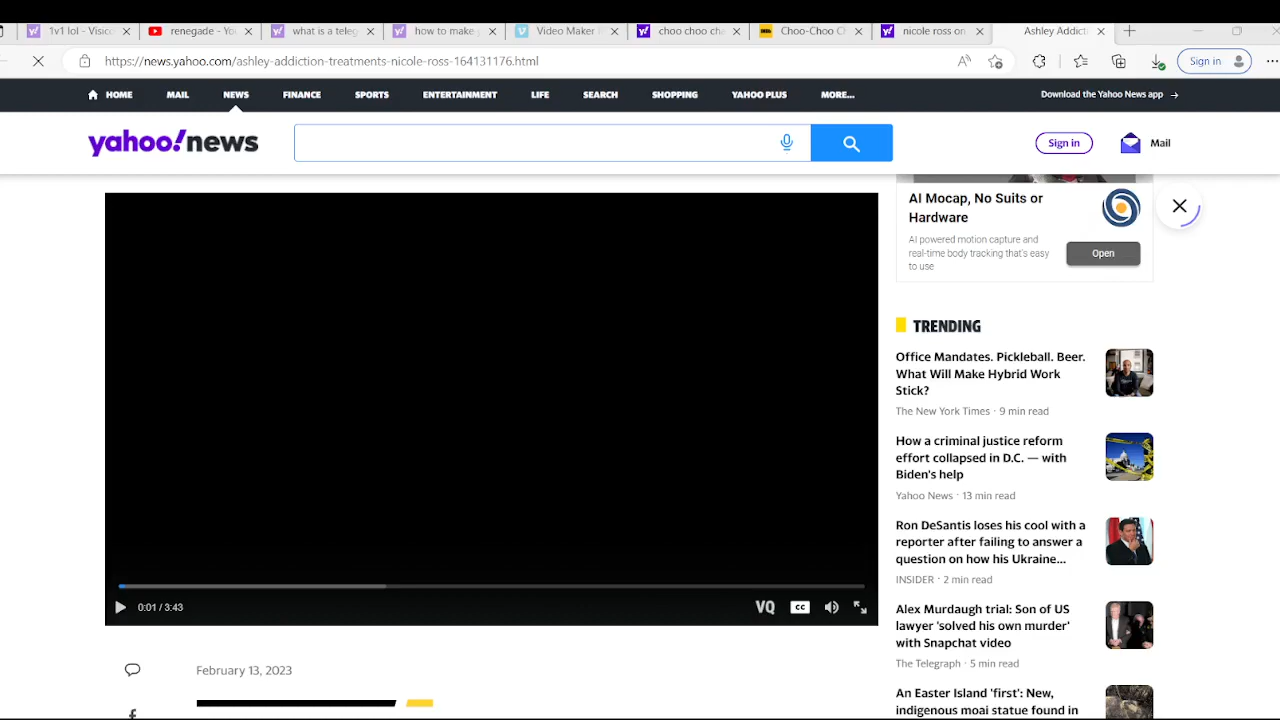 1v1 lol - Visio
renegade - Yo
what is a teleg
how to make
Video Maker
choo choo che
Choo-Choo C
nicole ross on
Ashley Addicti
https://news.yahoo.com/ashley-addiction-treatments-nicole-ross-164131176.html
Sign in
HOME MAIL NEWS FINANCE SPORTS ENTERTAINMENT LIFE SEARCH SHOPPING YAHOO PLUS MORE...
Download the Yahoo News app →
yahoo!news
Sign in
Mail
AI Mocap, No Suits or
Hardware
AI powered motion capture and
real-time body tracking that's easy
to use
Open
TRENDING
Office Mandates. Pickleball. Beer.
What Will Make Hybrid Work
Stick?
The New York Times · 9 min read
How a criminal justice reform
effort collapsed in D.C. — with
Biden's help
Yahoo News · 13 min read
Ron DeSantis loses his cool with a
reporter after failing to answer a
question on how his Ukraine...
INSIDER · 2 min read
0:01 / 3:43
VQ
CC
Alex Murdaugh trial: Son of US
lawyer 'solved his own murder'
with Snapchat video
The Telegraph · 5 min read
February 13, 2023
An Easter Island 'first': New,
indigenous moai statue found in